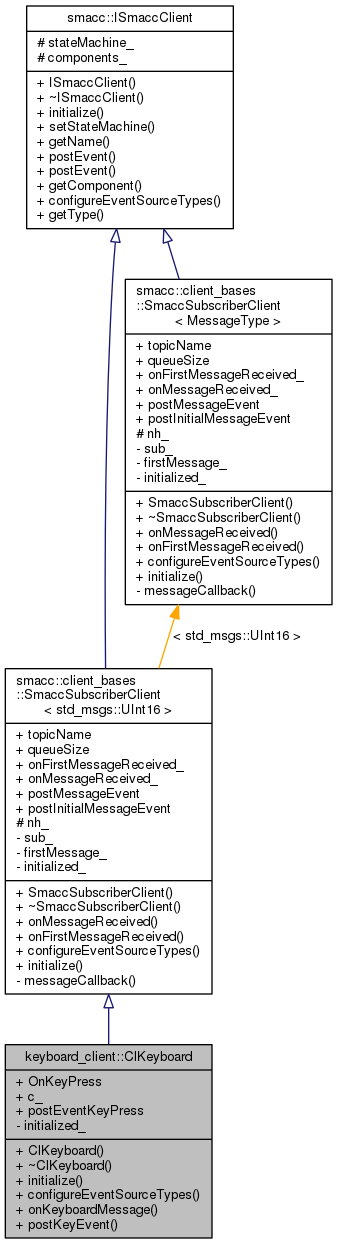 smacc::ISmaccClient
# stateMachine_
# components_
+ ISmaccClient()
+ ~ISmaccClient()
+ initialize()
+ setStateMachine()
+ getName()
+ postEvent()
+ postEvent()
+ getComponent()
+ configureEventSourceTypes()
+ getType()
smacc::client_bases
::SmaccSubscriberClient
< MessageType >
+ topicName
+ queueSize
+ onFirstMessageReceived_
+ onMessageReceived_
+ postMessageEvent
+ postInitialMessageEvent
# nh_
- sub_
- firstMessage_
- initialized_
+ SmaccSubscriberClient()
+ ~SmaccSubscriberClient()
+ onMessageReceived()
+ onFirstMessageReceived()
+ configureEventSourceTypes()
+ initialize()
- messageCallback()
< std_msgs::UInt16 >
smacc::client_bases
::SmaccSubscriberClient
< std_msgs::UInt16 >
+ topicName
+ queueSize
+ onFirstMessageReceived_
+ onMessageReceived_
+ postMessageEvent
+ postInitialMessageEvent
# nh_
- sub_
- firstMessage_
- initialized_
+ SmaccSubscriberClient()
+ ~SmaccSubscriberClient()
+ onMessageReceived()
+ onFirstMessageReceived()
+ configureEventSourceTypes()
+ initialize()
- messageCallback()
keyboard_client::ClKeyboard
+ OnKeyPress
+ c_
+ postEventKeyPress
- initialized_
+ ClKeyboard()
+ ~ClKeyboard()
+ initialize()
+ configureEventSourceTypes()
+ onKeyboardMessage()
+ postKeyEvent()